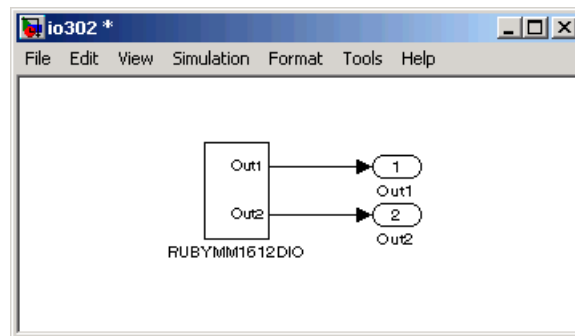 io302 *
File Edit View Simulation Format Tools Help
Out1 1
Out1
Out2 2
Out2
RUBYMM1612DIO